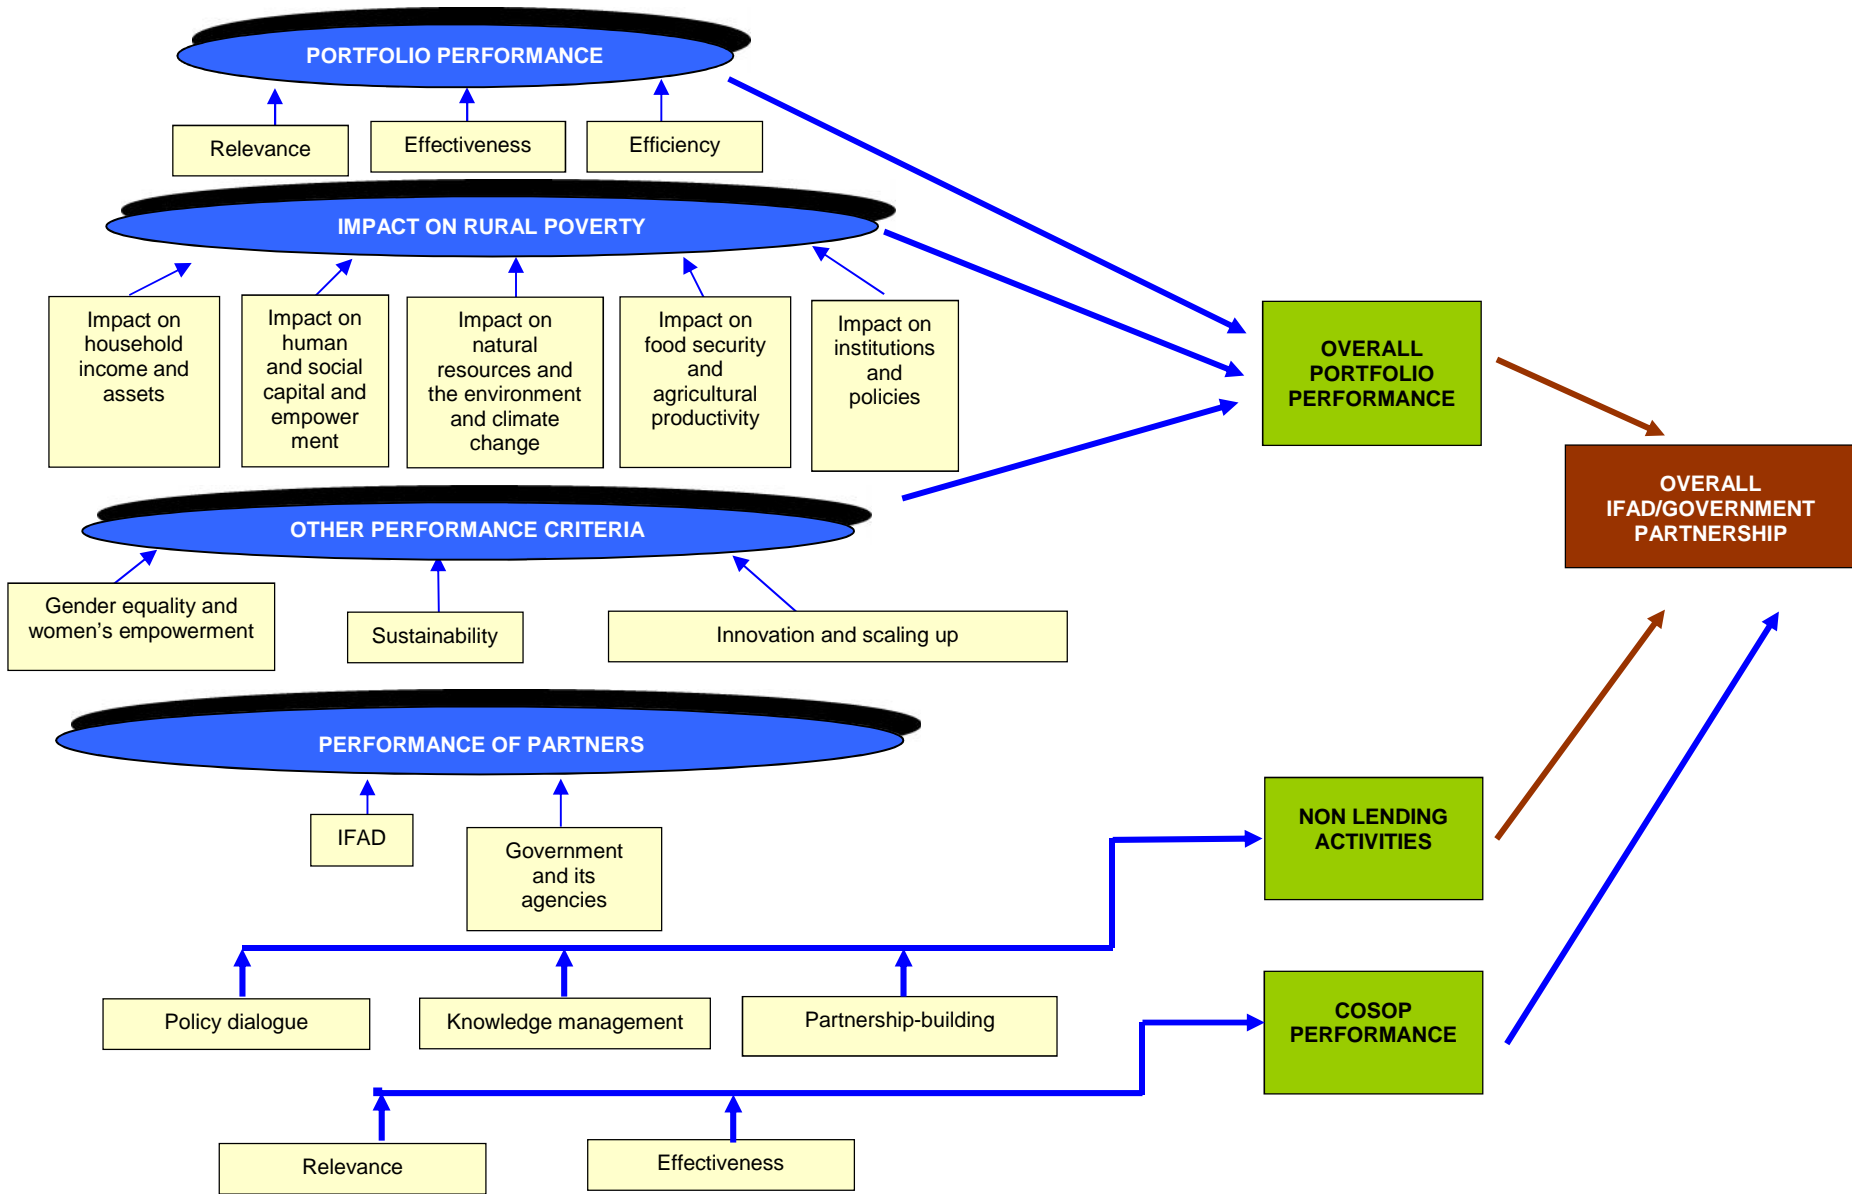 PORTFOLIO PERFORMANCE
Relevance
Effectiveness
Efficiency
IMPACT ON RURAL POVERTY
Impact on
household
income and
assets
Impact on
human
and social
capital and
empower
ment
Impact on
natural
resources and
the environment
and climate
change
Impact on
food security
and
agricultural
productivity
Impact on
institutions
and
policies
OVERALL
PORTFOLIO
PERFORMANCE
OVERALL
IFAD/GOVERNMENT
PARTNERSHIP
OTHER PERFORMANCE CRITERIA
Gender equality and
women’s empowerment
Sustainability
Innovation and scaling up
PERFORMANCE OF PARTNERS
IFAD
Government
and its
agencies
NON LENDING
ACTIVITIES
Policy dialogue
Knowledge management
Partnership-building
COSOP
PERFORMANCE
Relevance
Effectiveness